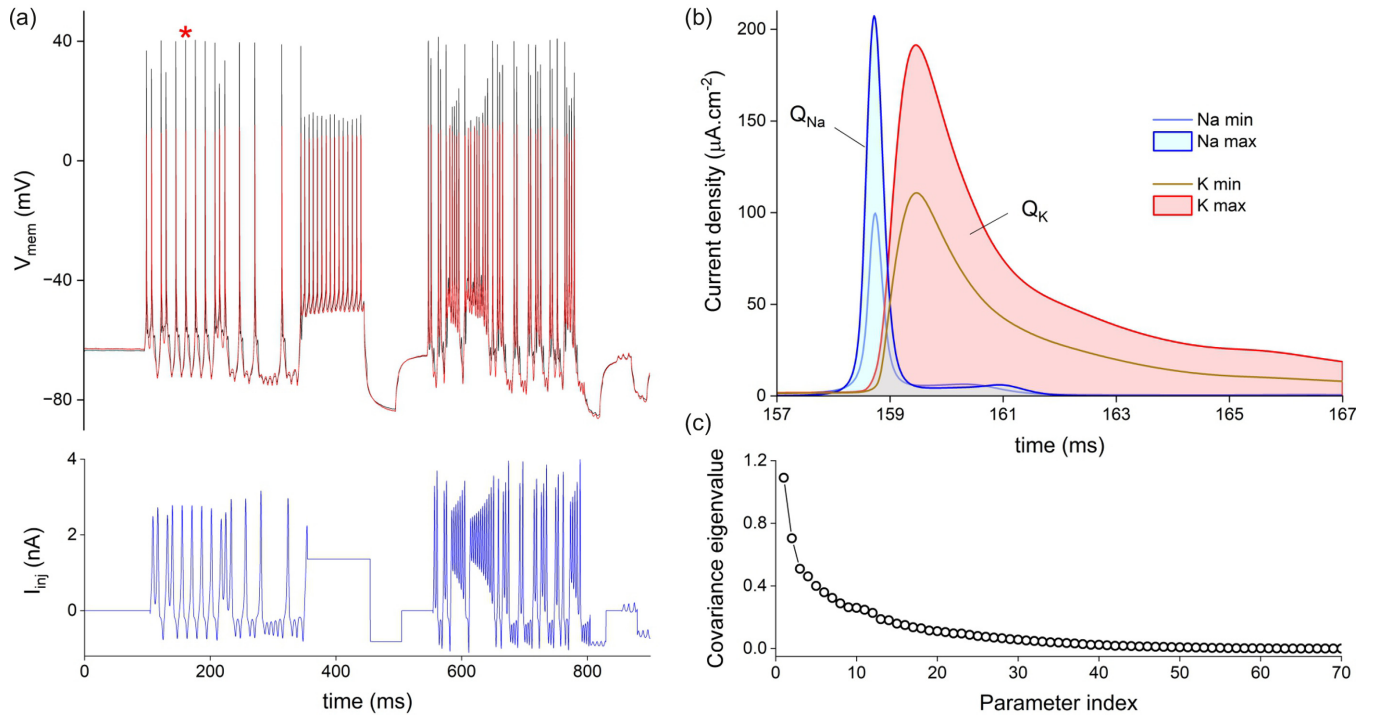 (a)
*
40
0
−40
−80
V_mem (mV)
4
2
0
I_inj (nA)
0 200 400 600 800
time (ms)
(b)
200
150
100
50
0
Current density (μA.cm⁻²)
Q_Na
Q_K
Na min
Na max
K min
K max
157 159 161 163 165 167
time (ms)
(c)
1.2
0.8
0.4
0.0
Covariance eigenvalue
0 10 20 30 40 50 60 70
Parameter index